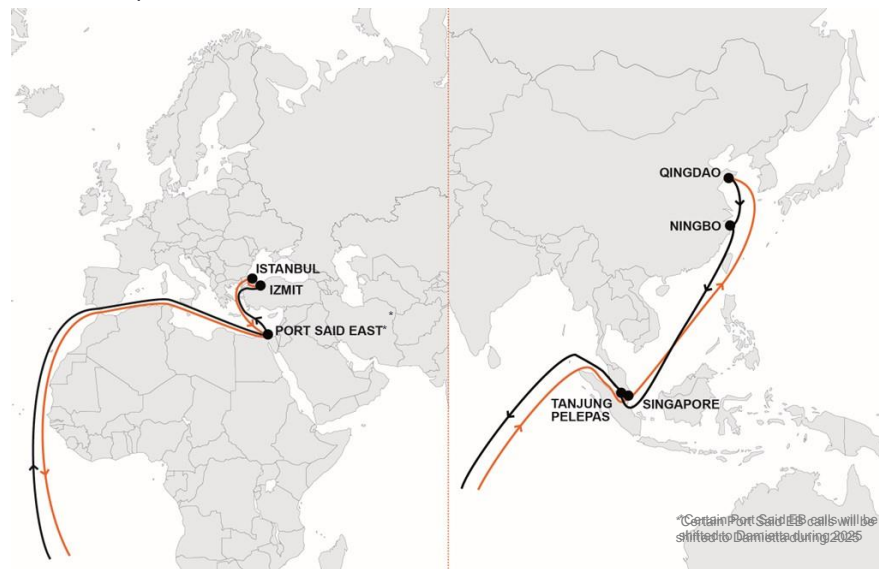 ISTANBUL
IZMIT
PORT SAID EAST*
*
QINGDAO
NINGBO
TANJUNG
PELEPAS
SINGAPORE
*Certain Port Said EB calls will be
shifted to Damietta during 2025